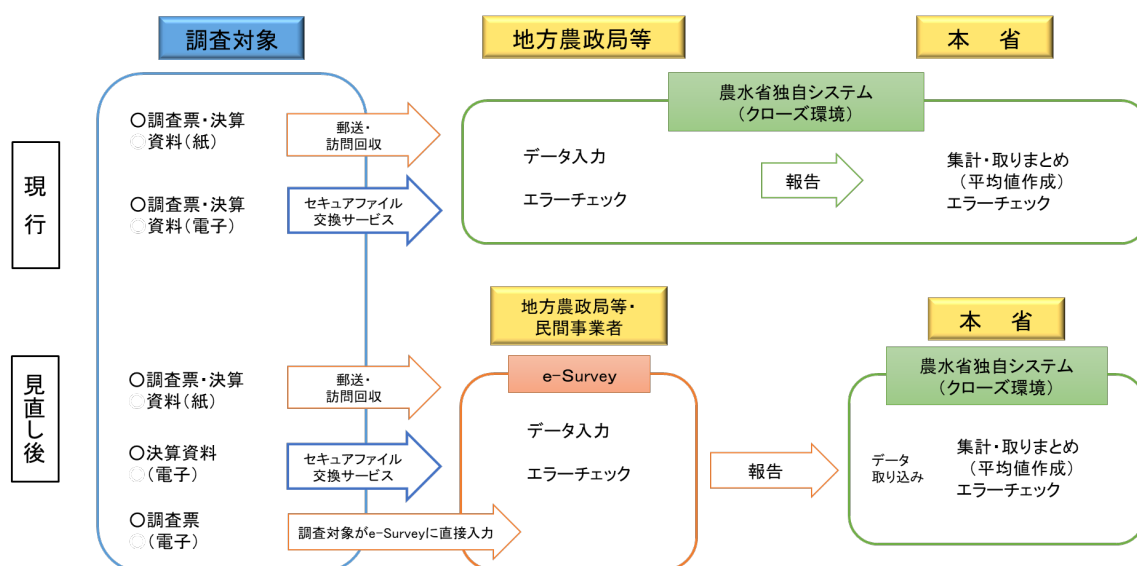 調査対象
地方農政局等
本　省
農水省独自システム
（クローズ環境）
現行
○調査票・決算
○資料（紙）
郵送・
訪問回収
データ入力
エラーチェック
報告
集計・取りまとめ
（平均値作成）
エラーチェック
○調査票・決算
○資料（電子）
セキュアファイル
交換サービス
地方農政局等・
民間事業者
本　省
見直し後
e-Survey
農水省独自システム
（クローズ環境）
○調査票・決算
○資料（紙）
郵送・
訪問回収
データ入力
エラーチェック
○決算資料
○（電子）
セキュアファイル
交換サービス
報告
データ
取り込み
集計・取りまとめ
（平均値作成）
エラーチェック
○調査票
○（電子）
調査対象がe-Surveyに直接入力